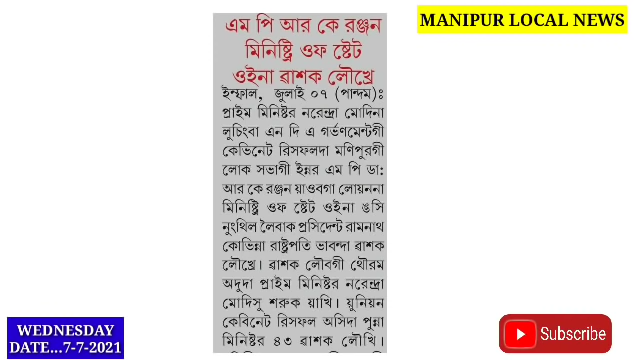 MANIPUR LOCAL NEWS
এম পি আর কে রঞ্জন
মিনিষ্ট্রি ওফ ষ্টেট
ওইনা ৱাশক লৌখ্রে
ইম্ফাল, জুলাই ০৭ (পান্দম)ঃ
প্রাইম মিনিষ্টর নরেন্দ্রা মোদিনা
লুচিংবা এন দি এ গর্ভণমেন্টগী
কেভিনেট রিসফলদা মণিপুরগী
লোক সভাগী ইন্নর এম পি ডা:
আর কে রঞ্জন য়াওবগা লোয়ননা
মিনিষ্ট্রি ওফ ষ্টেট ওইনা ঙসি
নুংথিল লৈবাক প্রসিদেন্ট রামনাথ
কোভিন্না রাষ্ট্রপতি ভাবন্দা ৱাশক
লৌখ্রে। ৱাশক লৌবগী থৌরম
অদুদা প্রাইম মিনিষ্টর নরেন্দ্রা
মোদিসু শরুক য়াখি। য়ুনিয়ন
কেবিনেট রিসফল অসিদা পুন্না
মিনিষ্টর ৪৩ ৱাশক লৌখি।
WEDNESDAY
DATE...7-7-2021
Subscribe